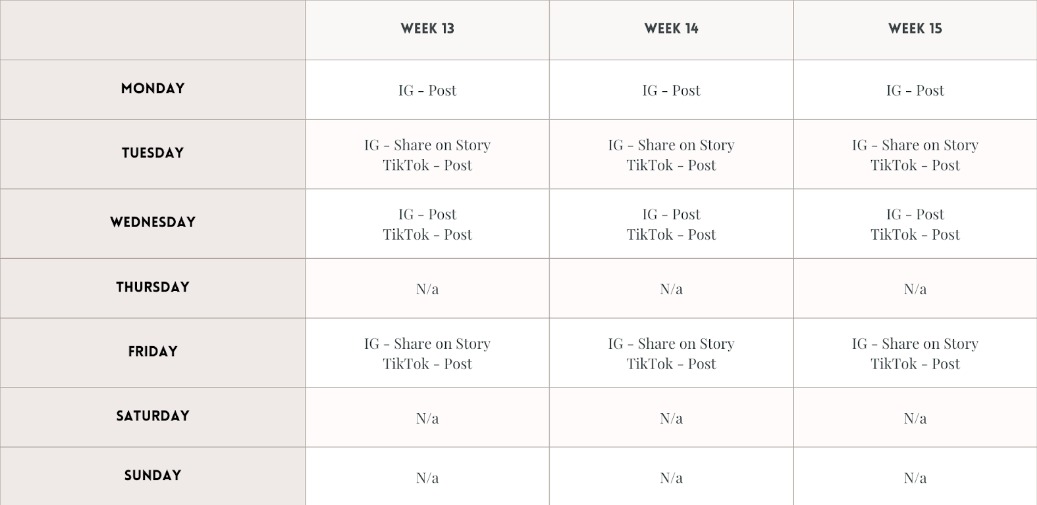 WEEK 13 WEEK 14 WEEK 15
MONDAY IG - Post IG - Post IG - Post
TUESDAY IG - Share on Story IG - Share on Story IG - Share on Story
TikTok - Post TikTok - Post TikTok - Post
WEDNESDAY IG - Post IG - Post IG - Post
TikTok - Post TikTok - Post TikTok - Post
THURSDAY N/a N/a N/a
FRIDAY IG - Share on Story IG - Share on Story IG - Share on Story
TikTok - Post TikTok - Post TikTok - Post
SATURDAY N/a N/a N/a
SUNDAY N/a N/a N/a